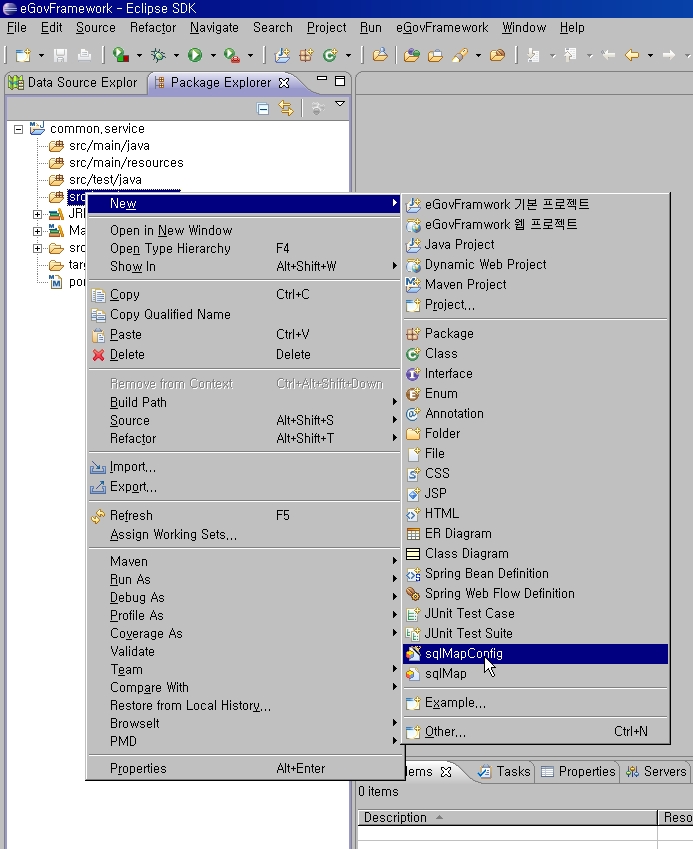 eGovFramework - Eclipse SDK
File Edit Source Refactor Navigate Search Project Run eGovFramework Window Help
Data Source Explor Package Explorer
common.service
src/main/java
src/main/resources
src/test/java
src
JRE
Ma
src
targ
pom
New
Open in New Window
Open Type Hierarchy F4
Show In Alt+Shift+W
Copy Ctrl+C
Copy Qualified Name
Paste Ctrl+V
Delete Delete
Remove from Context Ctrl+Alt+Shift+Down
Build Path
Source Alt+Shift+S
Refactor Alt+Shift+T
Import...
Export...
Refresh F5
Assign Working Sets...
Maven
Run As
Debug As
Profile As
Coverage As
Validate
Team
Compare With
Restore from Local History...
BrowseIt
PMD
Properties Alt+Enter
eGovFramwork 기본 프로젝트
eGovFramwork 웹 프로젝트
Java Project
Dynamic Web Project
Maven Project
Project...
Package
Class
Interface
Enum
Annotation
Folder
File
CSS
JSP
HTML
ER Diagram
Class Diagram
Spring Bean Definition
Spring Web Flow Definition
JUnit Test Case
JUnit Test Suite
sqlMapConfig
sqlMap
Example...
Other... Ctrl+N
lems Tasks Properties Servers
0 items
Description Reso